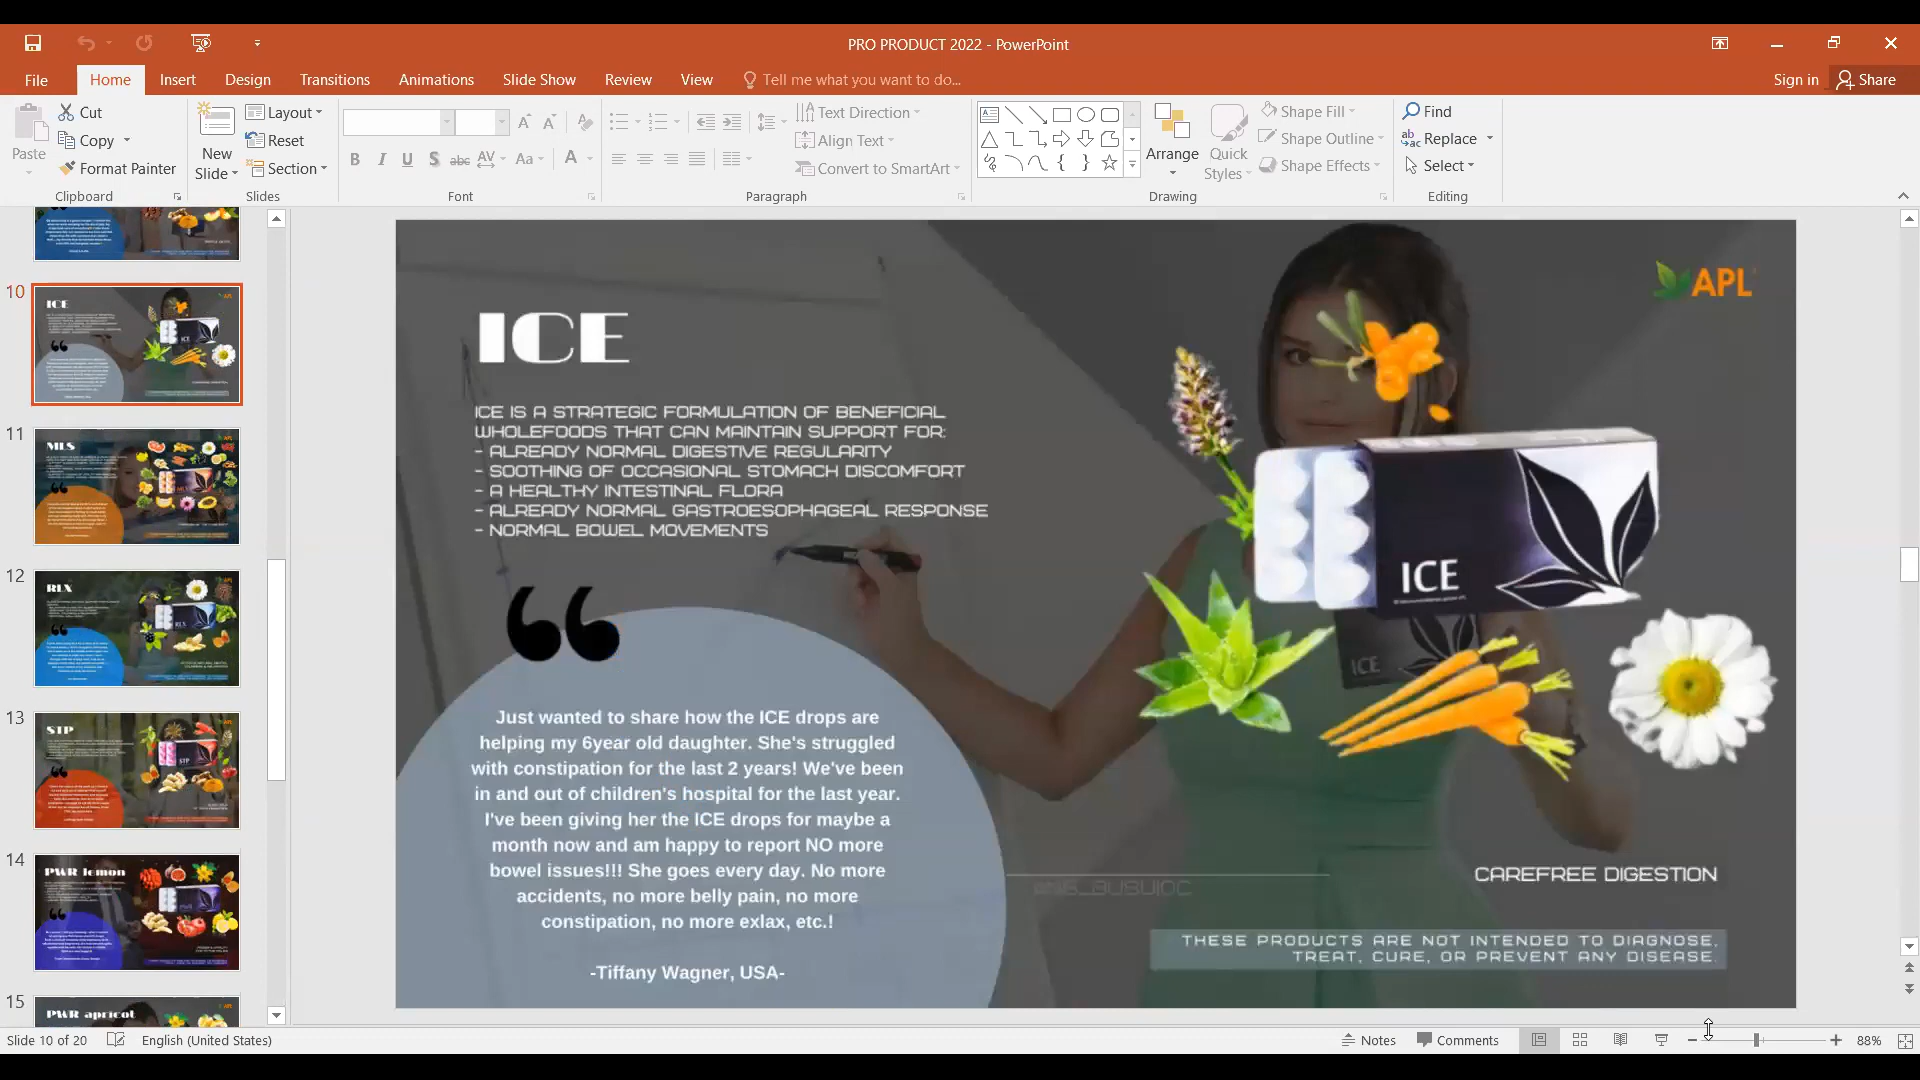 PRO PRODUCT 2022 - PowerPoint
File Home Insert Design Transitions Animations Slide Show Review View Tell me what you want to do...
Sign in Share
Paste
Cut
Copy
Format Painter
Clipboard
New
Slide
Layout
Reset
Section
Slides
B I U S abc AV Aa A
Font
Text Direction
Align Text
Convert to SmartArt
Paragraph
Arrange
Quick
Styles
Shape Fill
Shape Outline
Shape Effects
Drawing
Find
Replace
Select
Editing
10
ICE
11
MLS
12
RLX
13
STP
14
PWR lemon
15
PWR apricot
APL
ICE
ICE IS A STRATEGIC FORMULATION OF BENEFICIAL
WHOLEFOODS THAT CAN MAINTAIN SUPPORT FOR:
- ALREADY NORMAL DIGESTIVE REGULARITY
- SOOTHING OF OCCASIONAL STOMACH DISCOMFORT
- A HEALTHY INTESTINAL FLORA
- ALREADY NORMAL GASTROESOPHAGEAL RESPONSE
- NORMAL BOWEL MOVEMENTS
ICE
ICE
“
Just wanted to share how the ICE drops are
helping my 6year old daughter. She's struggled
with constipation for the last 2 years! We've been
in and out of children's hospital for the last year.
I've been giving her the ICE drops for maybe a
month now and am happy to report NO more
bowel issues!!! She goes every day. No more
accidents, no more belly pain, no more
constipation, no more exlax, etc.!
-Tiffany Wagner, USA-
CAREFREE DIGESTION
THESE PRODUCTS ARE NOT INTENDED TO DIAGNOSE,
TREAT, CURE, OR PREVENT ANY DISEASE.
Slide 10 of 20 English (United States)
Notes Comments 88%